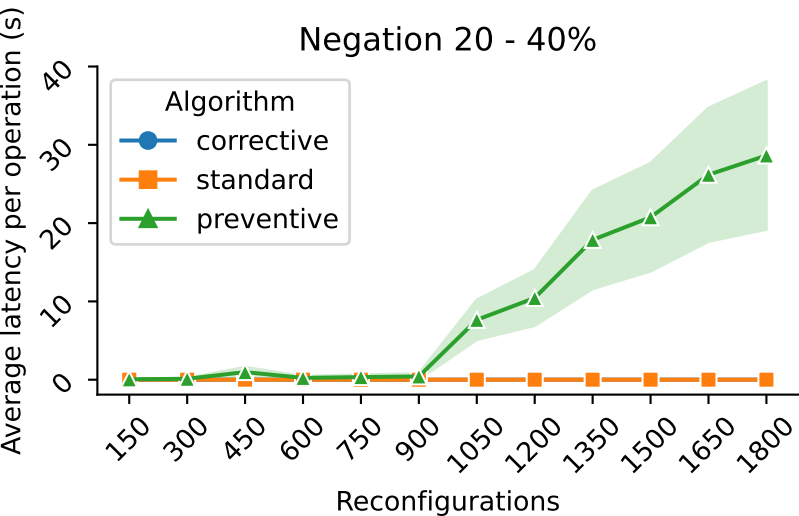 Negation 20 - 40%
Average latency per operation (s)
40
30
20
10
0
Algorithm
corrective
standard
preventive
150 300 450 600 750 900 1050 1200 1350 1500 1650 1800
Reconfigurations